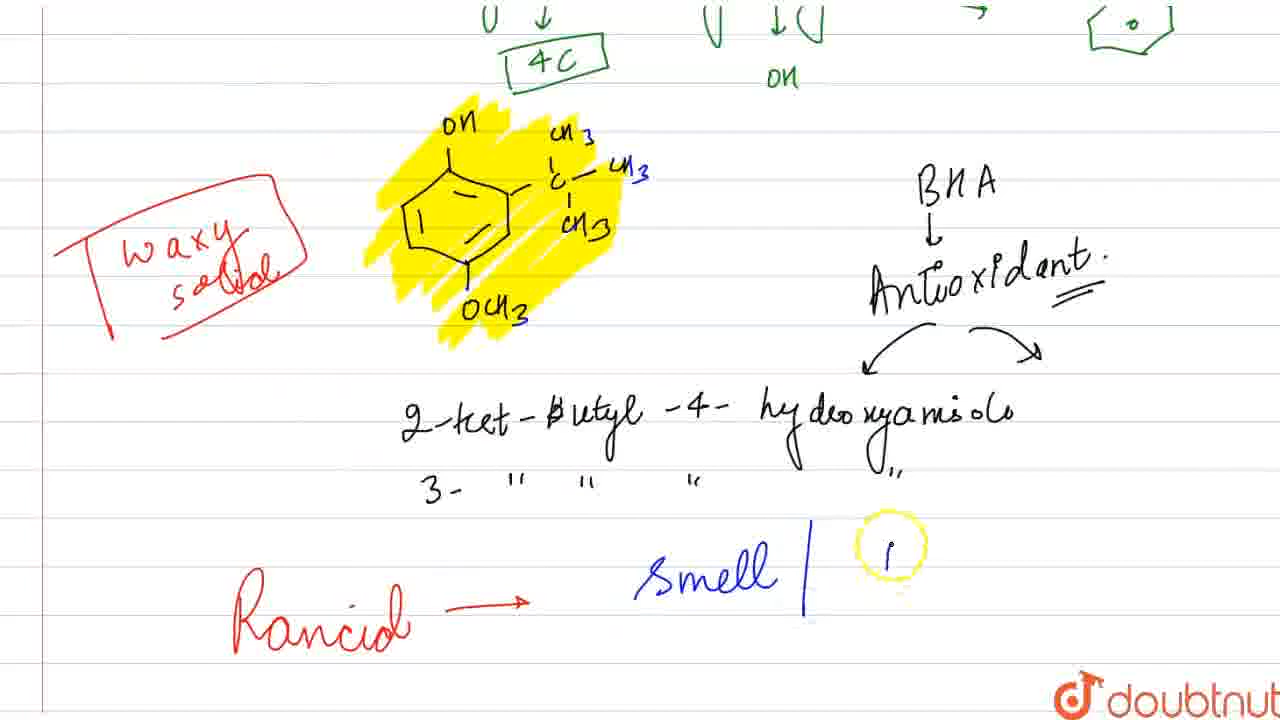 4C
OH
OH
CH3
C
CH3
CH3
OCH3
waxy
solid
BHA
Antioxidant.
2-tet-Butyl-4-hydroxyanisole
3- " " " "
Rancid → smell |
doubtnut